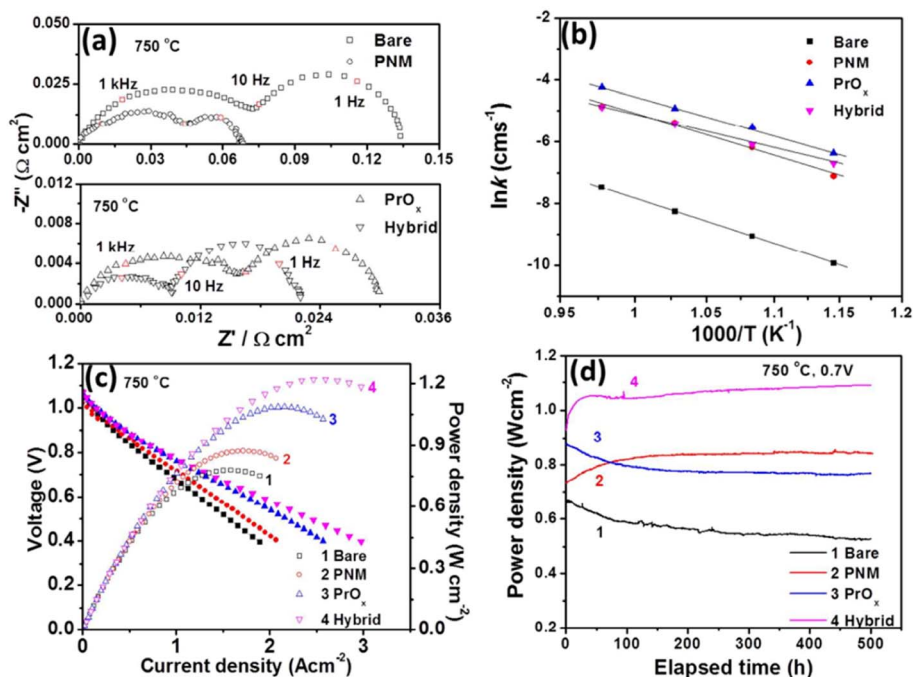 (a)
750 °C
Bare
PNM
1 kHz
10 Hz
1 Hz
0.050
0.025
0.000
0.00
0.03
0.06
0.09
0.12
0.15
-Z'' (Ω cm²)
750 °C
PrOₓ
Hybrid
1 kHz
10 Hz
1 Hz
0.012
0.008
0.004
0.000
0.000
0.012
0.024
0.036
Z' / Ω cm²
(b)
Bare
PNM
PrOₓ
Hybrid
-2
-4
-6
-8
-10
lnk (cms⁻¹)
0.95
1
1.05
1.1
1.15
1.2
1000/T (K⁻¹)
(c)
750 °C
1.2
1.0
0.8
0.6
0.4
0.2
0.0
Voltage (V)
4
3
2
1
1 Bare
2 PNM
3 PrOₓ
4 Hybrid
0
1
2
3
Current density (Acm⁻²)
1.2
0.9
0.6
0.3
0.0
Power density (W cm⁻²)
(d)
750 °C, 0.7V
4
3
2
1
1.2
1.0
0.8
0.6
0.4
0.2
Power density (Wcm⁻²)
1 Bare
2 PNM
3 PrOₓ
4 Hybrid
0
100
200
300
400
500
Elapsed time (h)